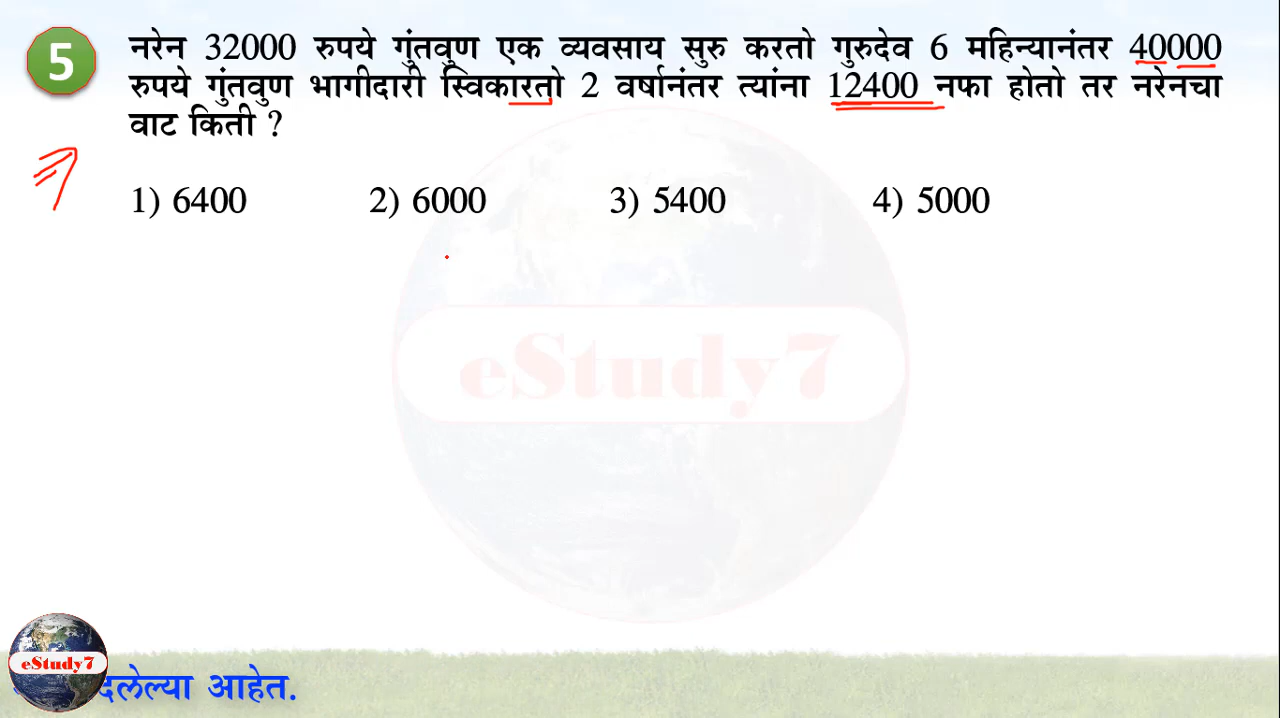 5
नरेन 32000 रुपये गुंतवुण एक व्यवसाय सुरु करतो गुरुदेव 6 महिन्यानंतर 40000
रुपये गुंतवुण भागीदारी स्विकारतो 2 वर्षानंतर त्यांना 12400 नफा होतो तर नरेनचा
वाट किती ?
1) 6400 2) 6000 3) 5400 4) 5000
eStudy7
eStudy7
आहेत.